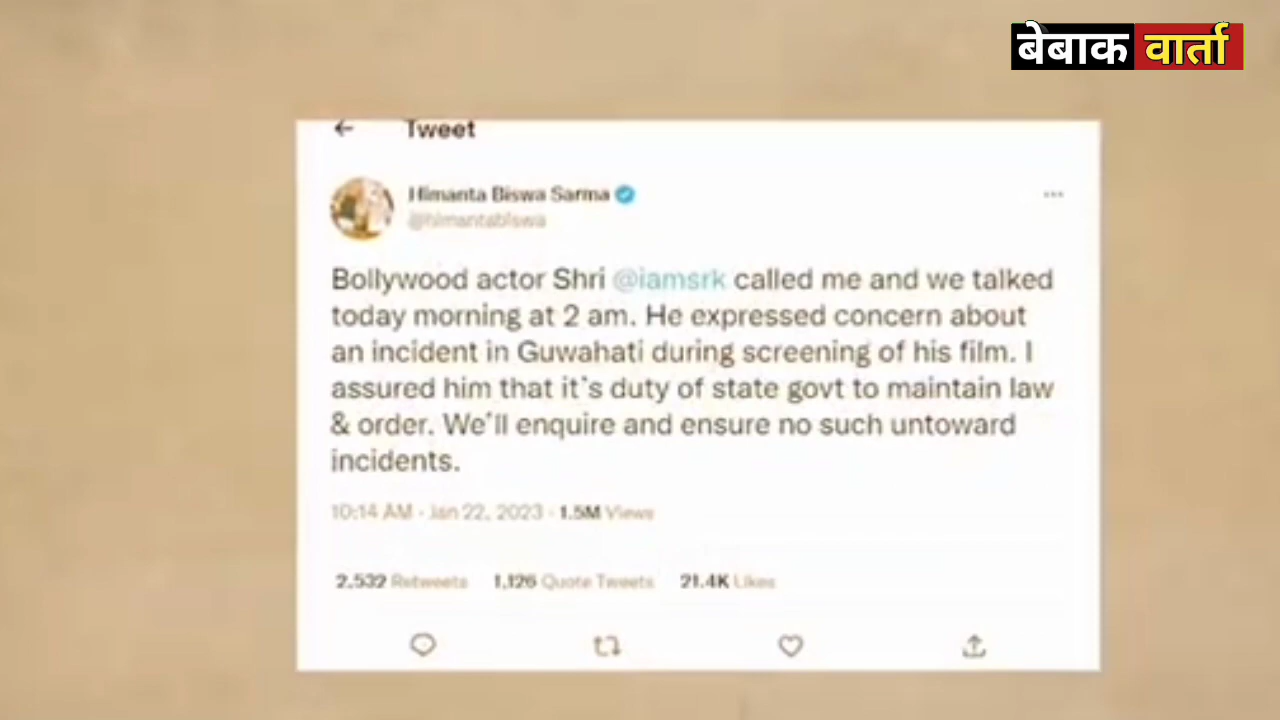 बेबाक वार्ता
Tweet
Himanta Biswa Sarma
@himantabiswa
Bollywood actor Shri @iamsrk called me and we talked
today morning at 2 am. He expressed concern about
an incident in Guwahati during screening of his film. I
assured him that it's duty of state govt to maintain law
& order. We'll enquire and ensure no such untoward
incidents.
10:14 AM · Jan 22, 2023 · 1.5M Views
2,532 Retweets 1,126 Quote Tweets 21.4K Likes